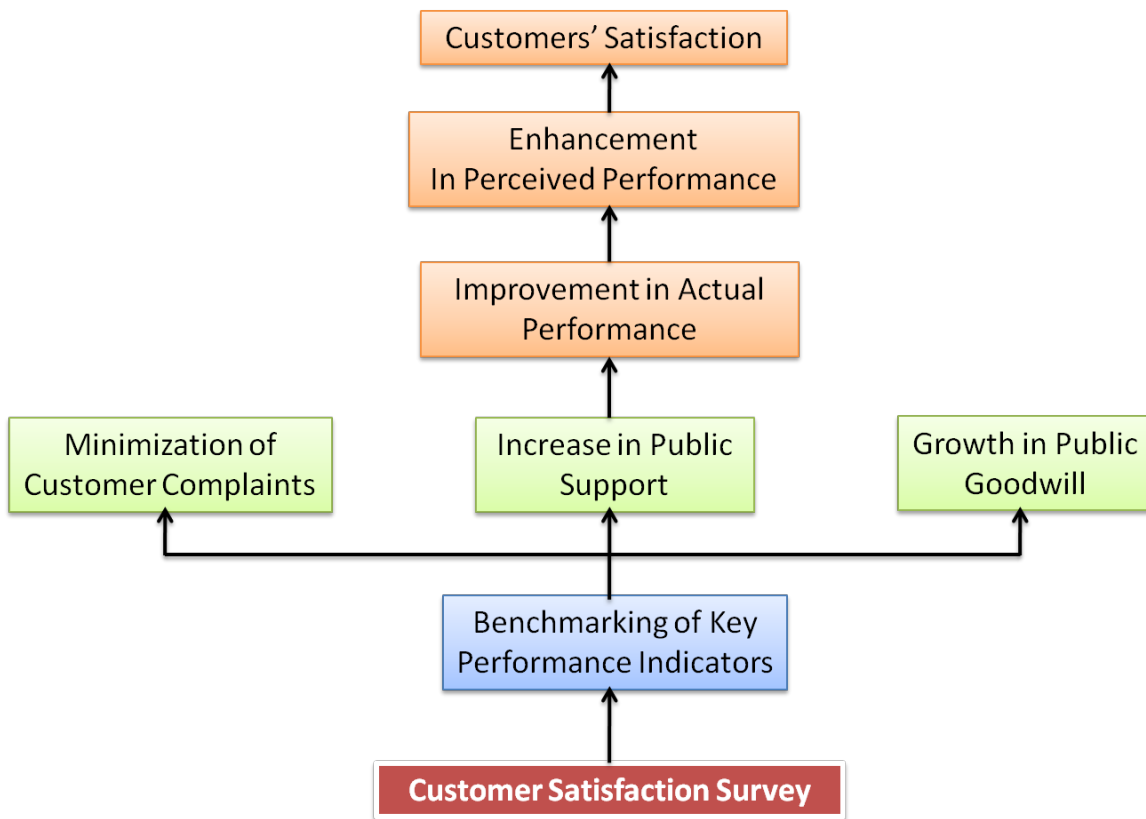 Customers’ Satisfaction
Enhancement
In Perceived Performance
Improvement in Actual
Performance
Minimization of
Customer Complaints
Increase in Public
Support
Growth in Public
Goodwill
Benchmarking of Key
Performance Indicators
Customer Satisfaction Survey